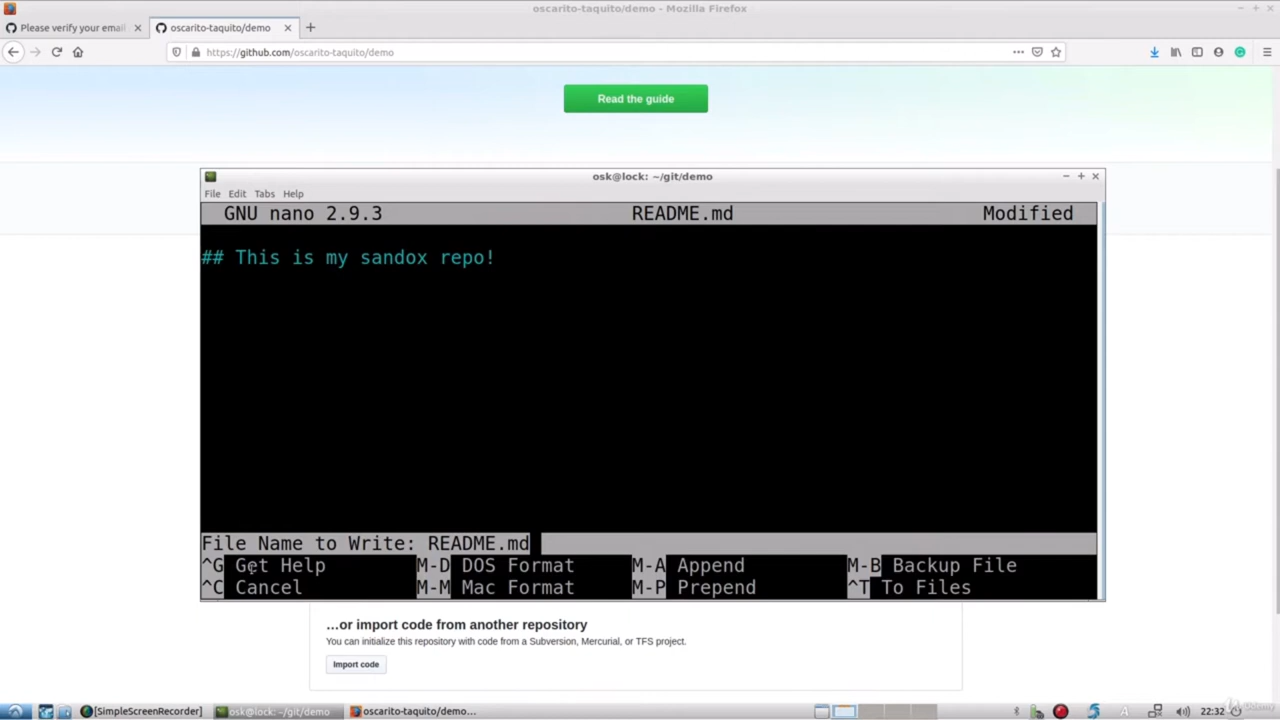 oscarito-taquito/demo - Mozilla Firefox
Please verify your email
oscarito-taquito/demo
https://github.com/oscarito-taquito/demo
Read the guide
osk@lock: ~/git/demo
File Edit Tabs Help
GNU nano 2.9.3 README.md Modified
## This is my sandox repo!
File Name to Write: README.md
^G Get Help M-D DOS Format M-A Append M-B Backup File
^C Cancel M-M Mac Format M-P Prepend ^T To Files
...or import code from another repository
You can initialize this repository with code from a Subversion, Mercurial, or TFS project.
Import code
[SimpleScreenRecorder] osk@lock: ~/git/demo oscarito-taquito/demo... 22:32
Udemy